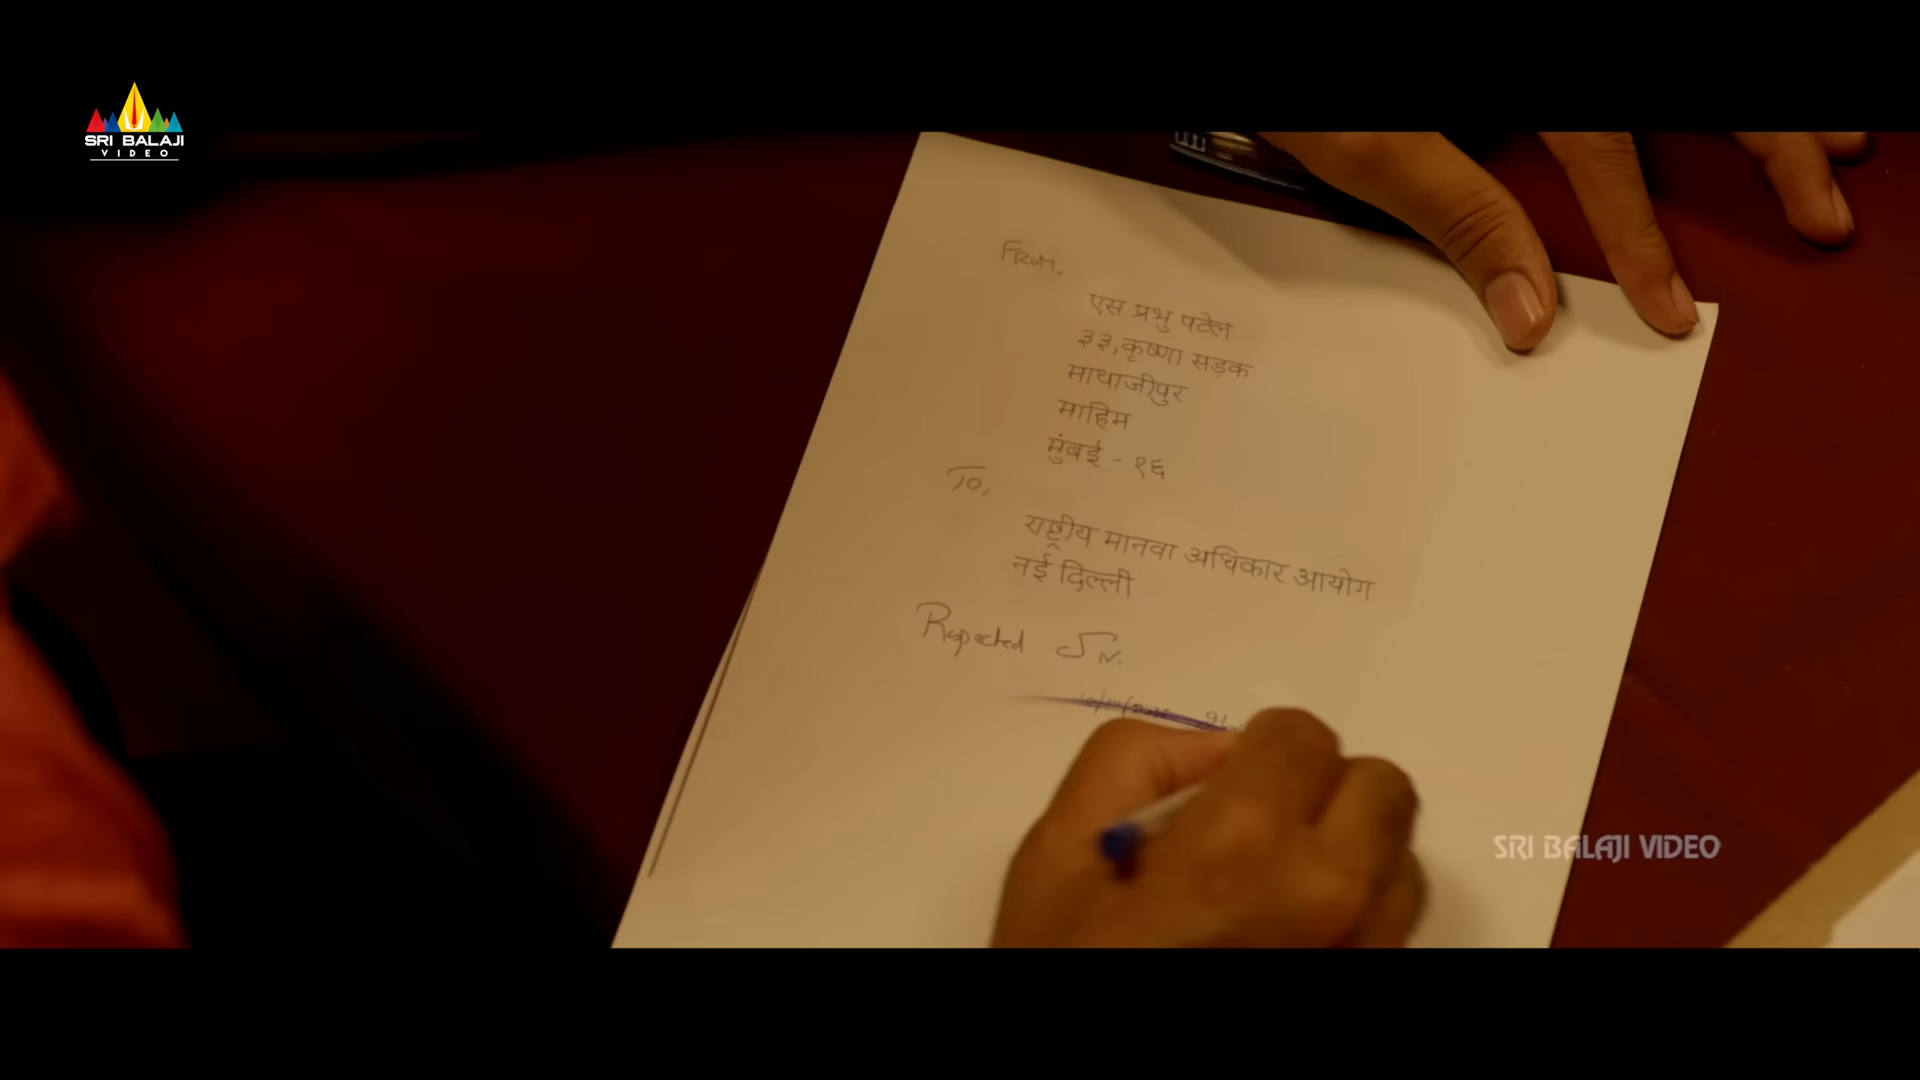 SRI BALAJI
VIDEO
FROM,
एस प्रभु पटेल
३३,कृष्णा सड़क
माथाजीपुर
माहिम
मुंबई - १६
TO,
राष्ट्रीय मानवा अधिकार आयोग
नई दिल्ली
Respected Sir.
SRI BALAJI VIDEO